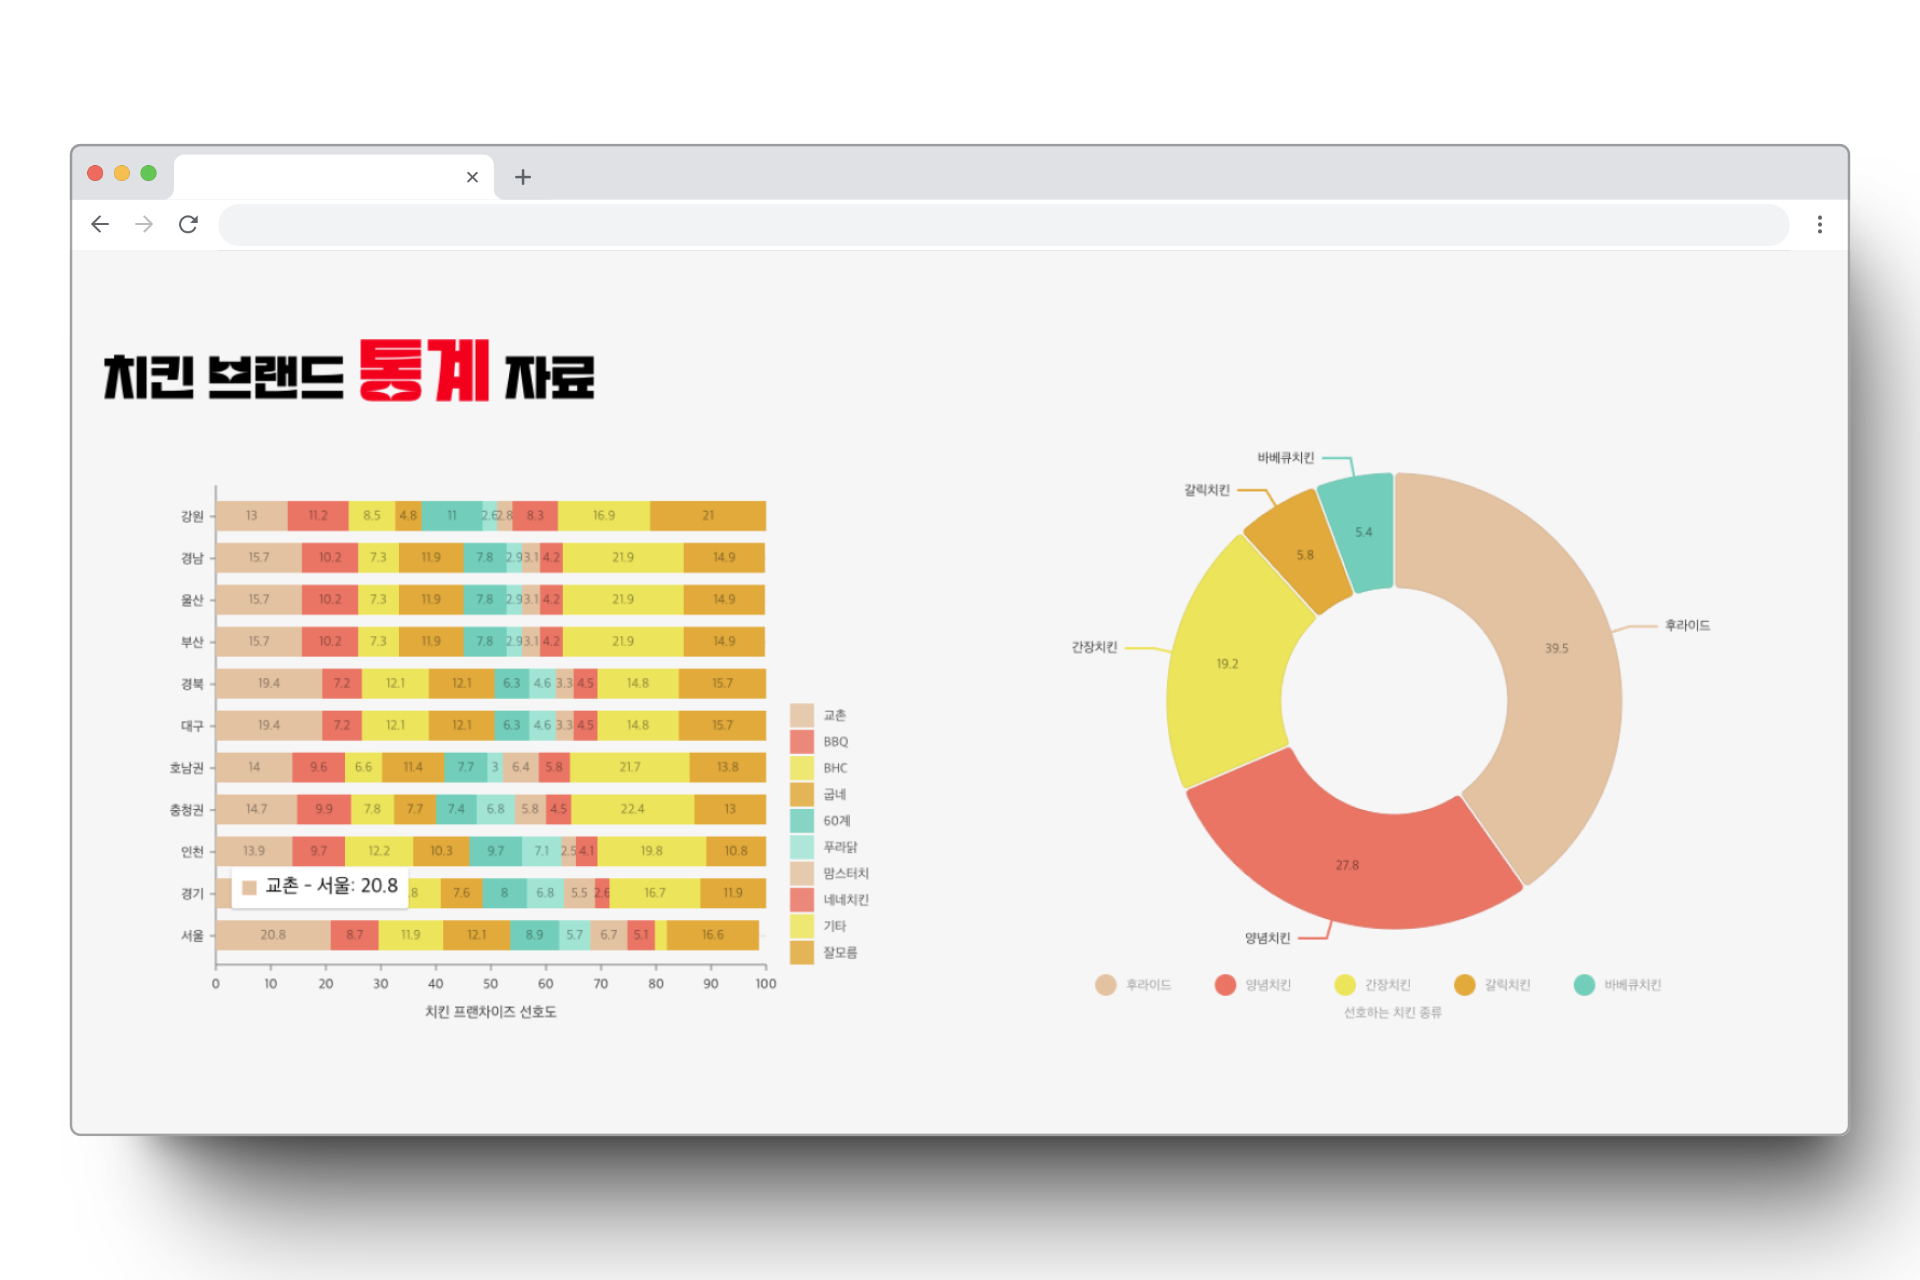 치킨 브랜드 통계 자료
강원 13 11.2 8.5 4.8 11 2.6 2.8 8.3 16.9 21
경남 15.7 10.2 7.3 11.9 7.8 2.9 3.1 4.2 21.9 14.9
울산 15.7 10.2 7.3 11.9 7.8 2.9 3.1 4.2 21.9 14.9
부산 15.7 10.2 7.3 11.9 7.8 2.9 3.1 4.2 21.9 14.9
경북 19.4 7.2 12.1 12.1 6.3 4.6 3.3 4.5 14.8 15.7
대구 19.4 7.2 12.1 12.1 6.3 4.6 3.3 4.5 14.8 15.7
호남권 14 9.6 6.6 11.4 7.7 3 6.4 5.8 21.7 13.8
충청권 14.7 9.9 7.8 7.7 7.4 6.8 5.8 4.5 22.4 13
인천 13.9 9.7 12.2 10.3 9.7 7.1 2.5 4.1 19.8 10.8
경기 .8 7.6 8 6.8 5.5 2.6 16.7 11.9
교촌 - 서울: 20.8
서울 20.8 8.7 11.9 12.1 8.9 5.7 6.7 5.1 16.6
0 10 20 30 40 50 60 70 80 90 100
치킨 프랜차이즈 선호도
교촌
BBQ
BHC
굽네
60계
푸라닭
맘스터치
네네치킨
기타
잘모름
바베큐치킨
갈릭치킨
5.4
5.8
후라이드
39.5
간장치킨
19.2
27.8
양념치킨
후라이드 양념치킨 간장치킨 갈릭치킨 바베큐치킨
선호하는 치킨 종류